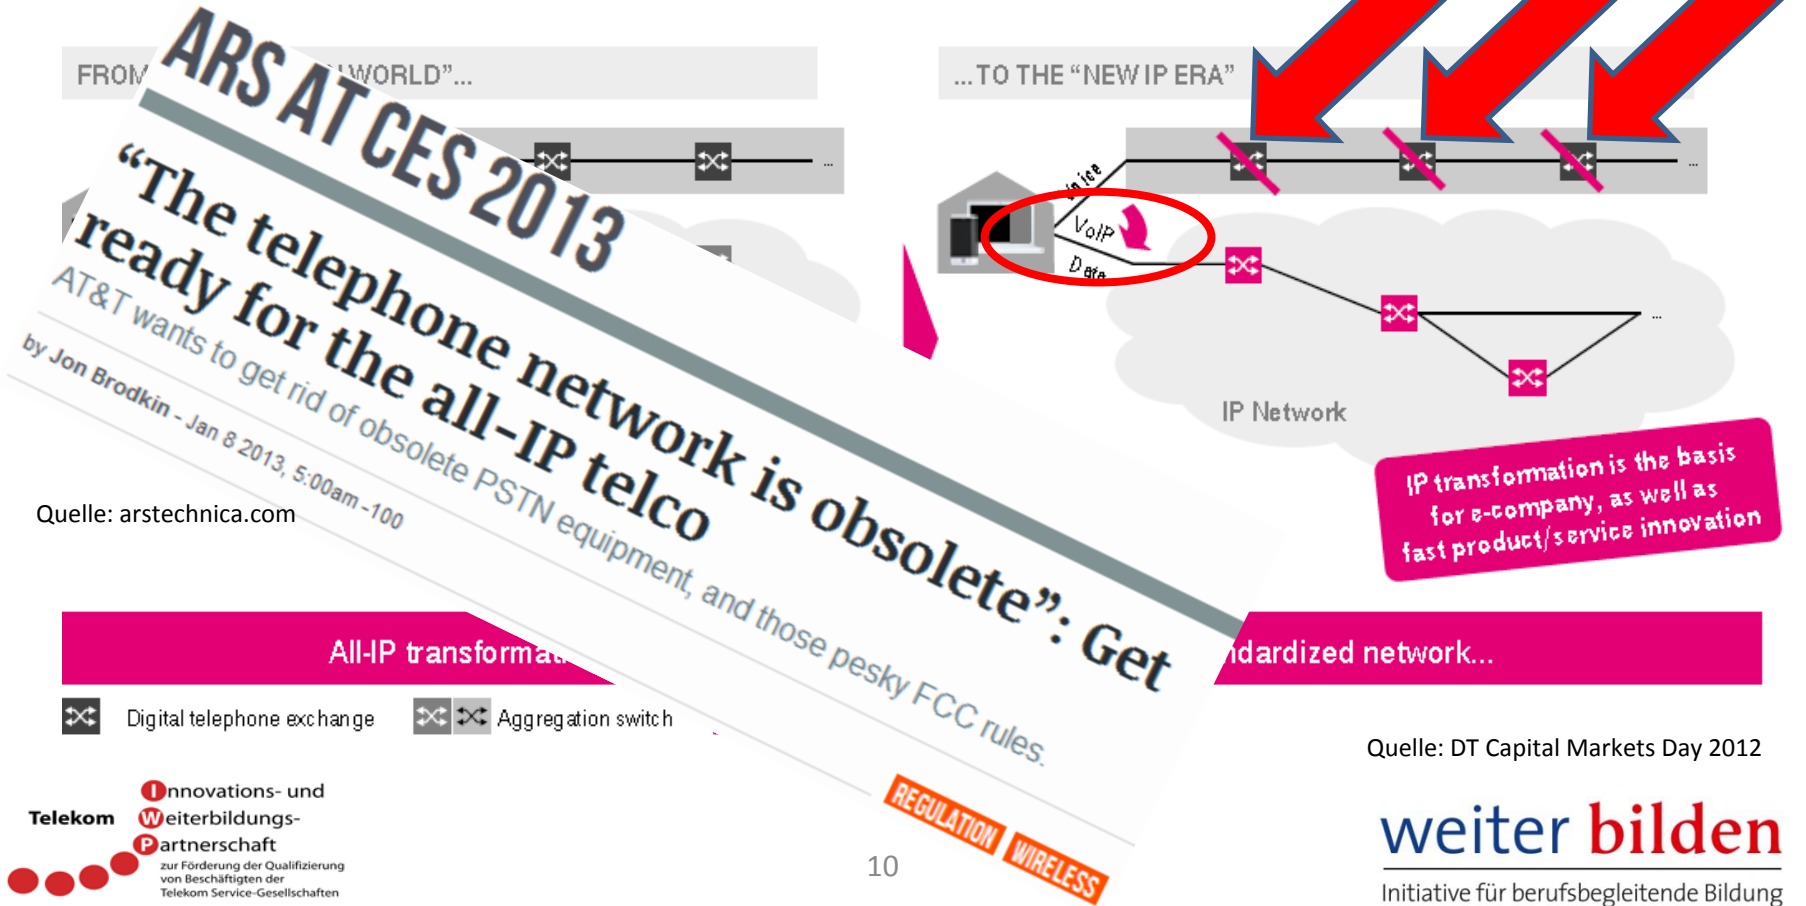 FROM
WORLD”...
...TO THE “NEW IP ERA”
ARS AT CES 2013
“The telephone network is obsolete”: Get
ready for the all-IP telco
AT&T wants to get rid of obsolete PSTN equipment, and those pesky FCC rules.
by Jon Brodkin - Jan 8 2013, 5:00am -100
REGULATION WIRELESS
...
...
VoIP
Data
...
IP Network
IP transformation is the basis
for e-company, as well as
fast product/service innovation
Quelle: arstechnica.com
All-IP
network...
Digital telephone exchange
Aggregation switch
Quelle: DT Capital Markets Day 2012
Telekom
Innovations- und
Weiterbildungs-
Partnerschaft
zur Förderung der Qualifizierung
von Beschäftigten der
Telekom Service-Gesellschaften
10
weiter bilden
Initiative für berufsbegleitende Bildung